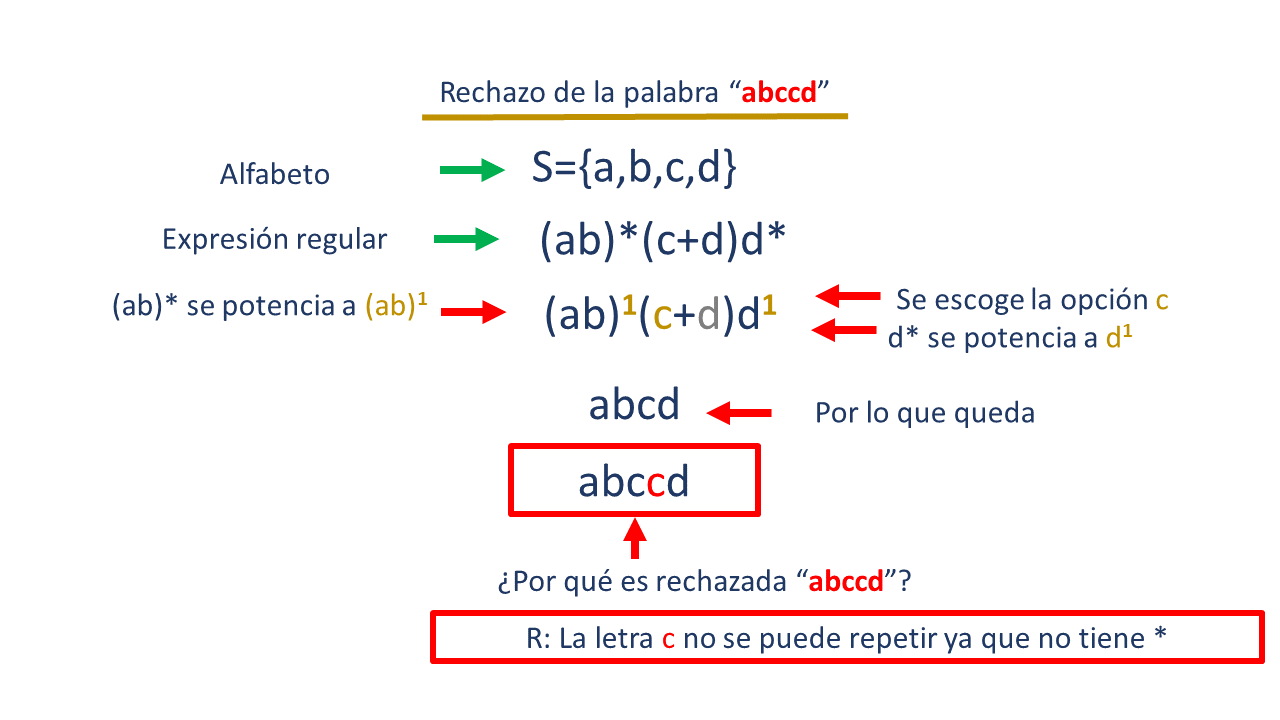 Rechazo de la palabra “abccd”
Alfabeto
S={a,b,c,d}
Expresión regular
(ab)*(c+d)d*
(ab)* se potencia a (ab)¹
(ab)¹(c+d)d¹
Se escoge la opción c
d* se potencia a d¹
abcd
Por lo que queda
abccd
¿Por qué es rechazada “abccd”?
R: La letra c no se puede repetir ya que no tiene *